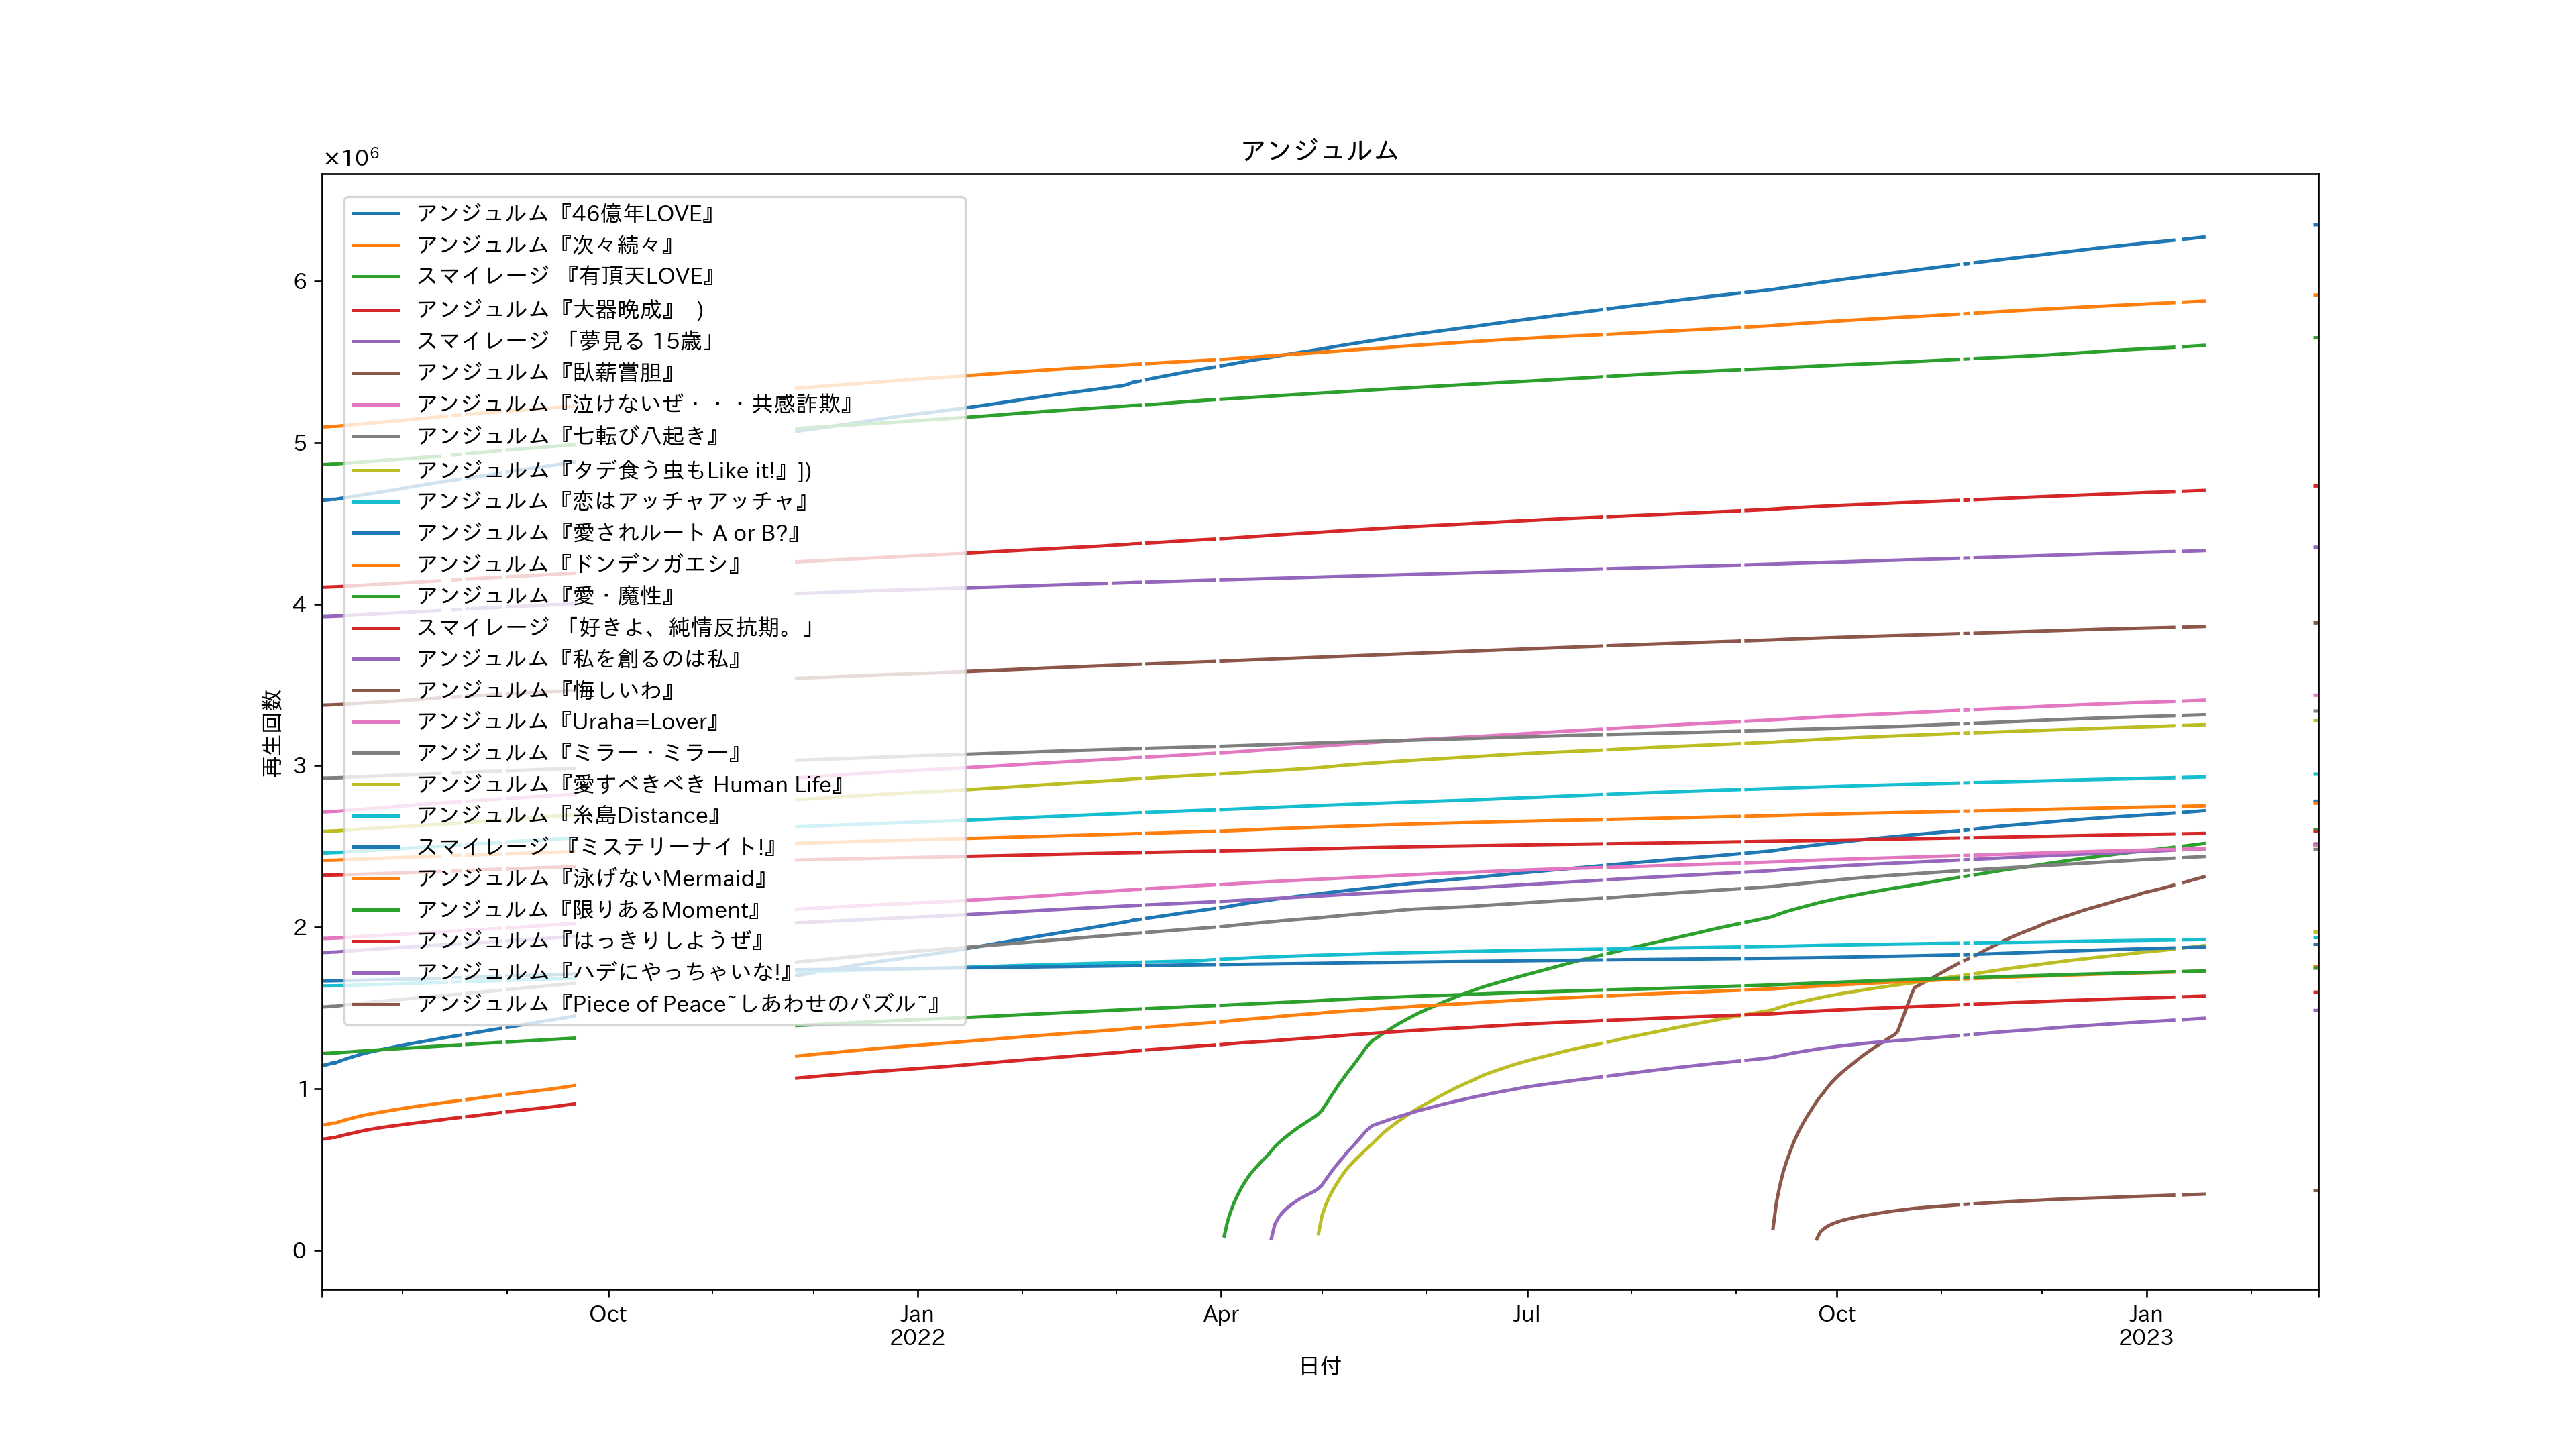 アンジュルム
×10⁶
アンジュルム『46億年LOVE』
アンジュルム『次々続々』
スマイレージ 『有頂天LOVE』
アンジュルム『大器晩成』 )
スマイレージ 「夢見る 15歳」
アンジュルム『臥薪嘗胆』
アンジュルム『泣けないぜ・・・共感詐欺』
アンジュルム『七転び八起き』
アンジュルム『タデ食う虫もLike it!』])
アンジュルム『恋はアッチャアッチャ』
アンジュルム『愛されルート A or B?』
アンジュルム『ドンデンガエシ』
アンジュルム『愛・魔性』
スマイレージ 「好きよ、純情反抗期。」
アンジュルム『私を創るのは私』
アンジュルム『悔しいわ』
アンジュルム『Uraha=Lover』
アンジュルム『ミラー・ミラー』
アンジュルム『愛すべきべき Human Life』
アンジュルム『糸島Distance』
スマイレージ 『ミステリーナイト!』
アンジュルム『泳げないMermaid』
アンジュルム『限りあるMoment』
アンジュルム『はっきりしようぜ』
アンジュルム『ハデにやっちゃいな!』
アンジュルム『Piece of Peace~しあわせのパズル~』
6
5
4
3
2
1
0
再生回数
Oct Jan Apr Jul Oct Jan
2022 2023
日付